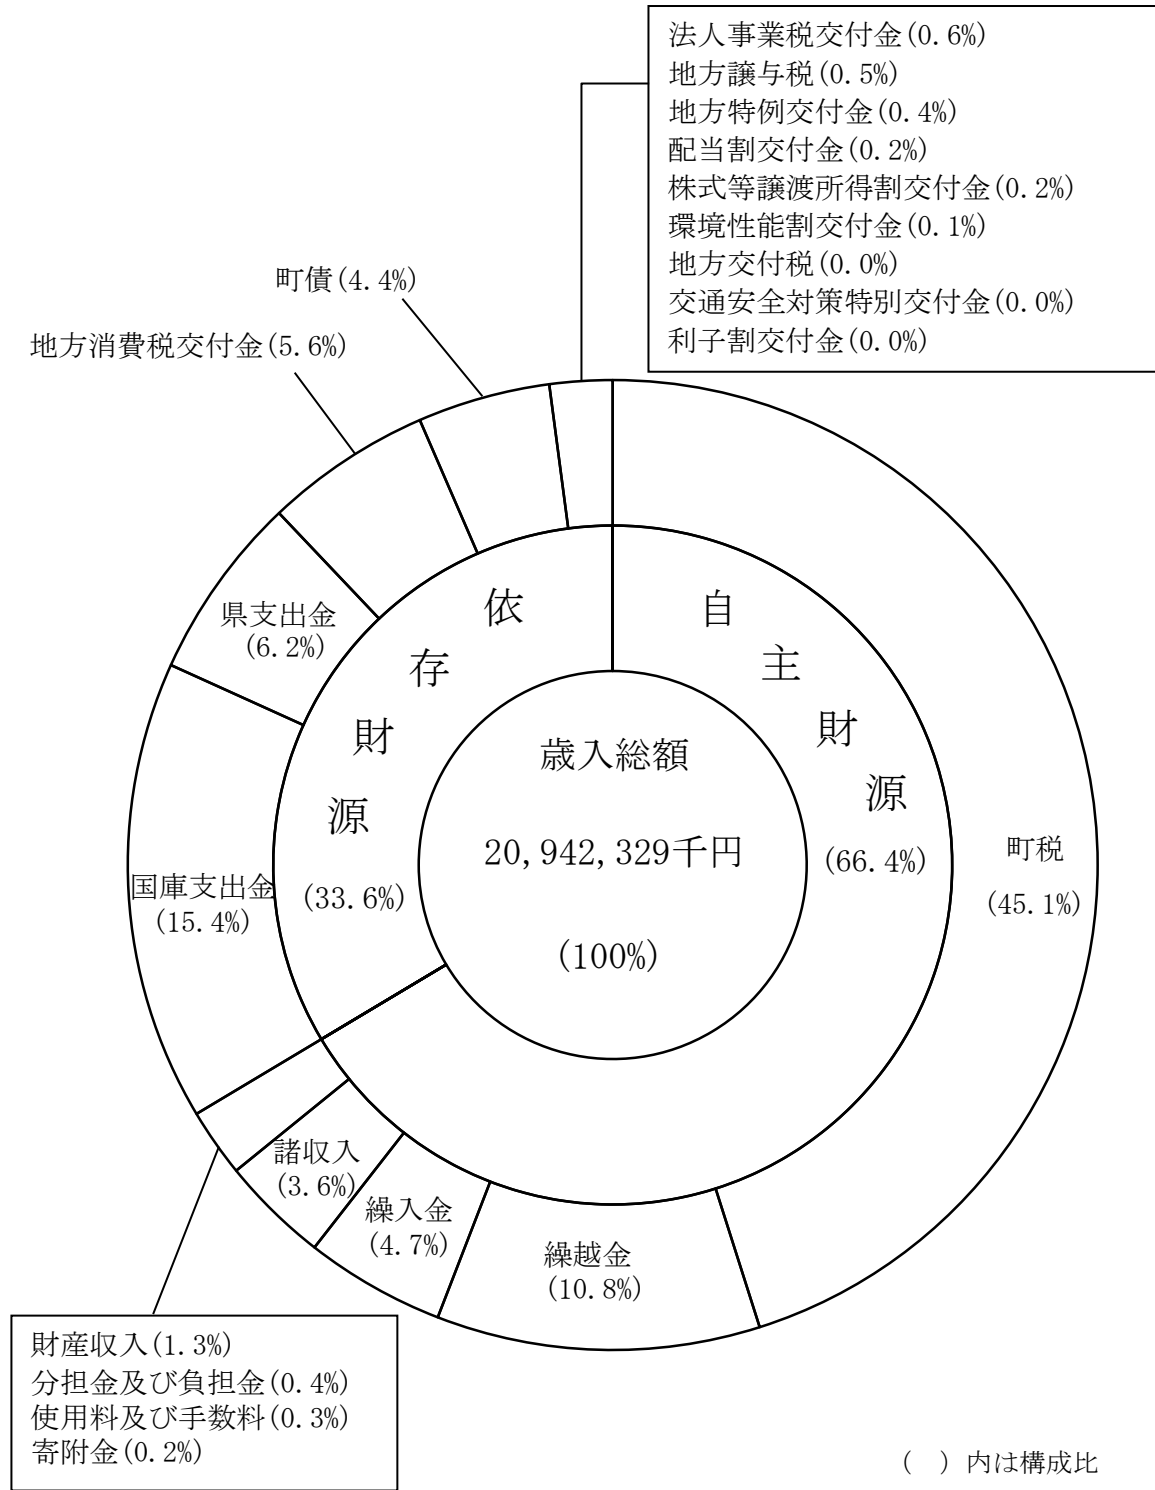 法人事業税交付金(0.6%)
地方譲与税(0.5%)
地方特例交付金(0.4%)
配当割交付金(0.2%)
株式等譲渡所得割交付金(0.2%)
環境性能割交付金(0.1%)
地方交付税(0.0%)
交通安全対策特別交付金(0.0%)
利子割交付金(0.0%)
町債(4.4%)
地方消費税交付金(5.6%)
県支出金
(6.2%)
国庫支出金
(15.4%)
依存財源
(33.6%)
自主財源
(66.4%)
歳入総額
20,942,329千円
(100%)
町税
(45.1%)
諸収入
(3.6%)
繰入金
(4.7%)
繰越金
(10.8%)
財産収入(1.3%)
分担金及び負担金(0.4%)
使用料及び手数料(0.3%)
寄附金(0.2%)
(　)内は構成比